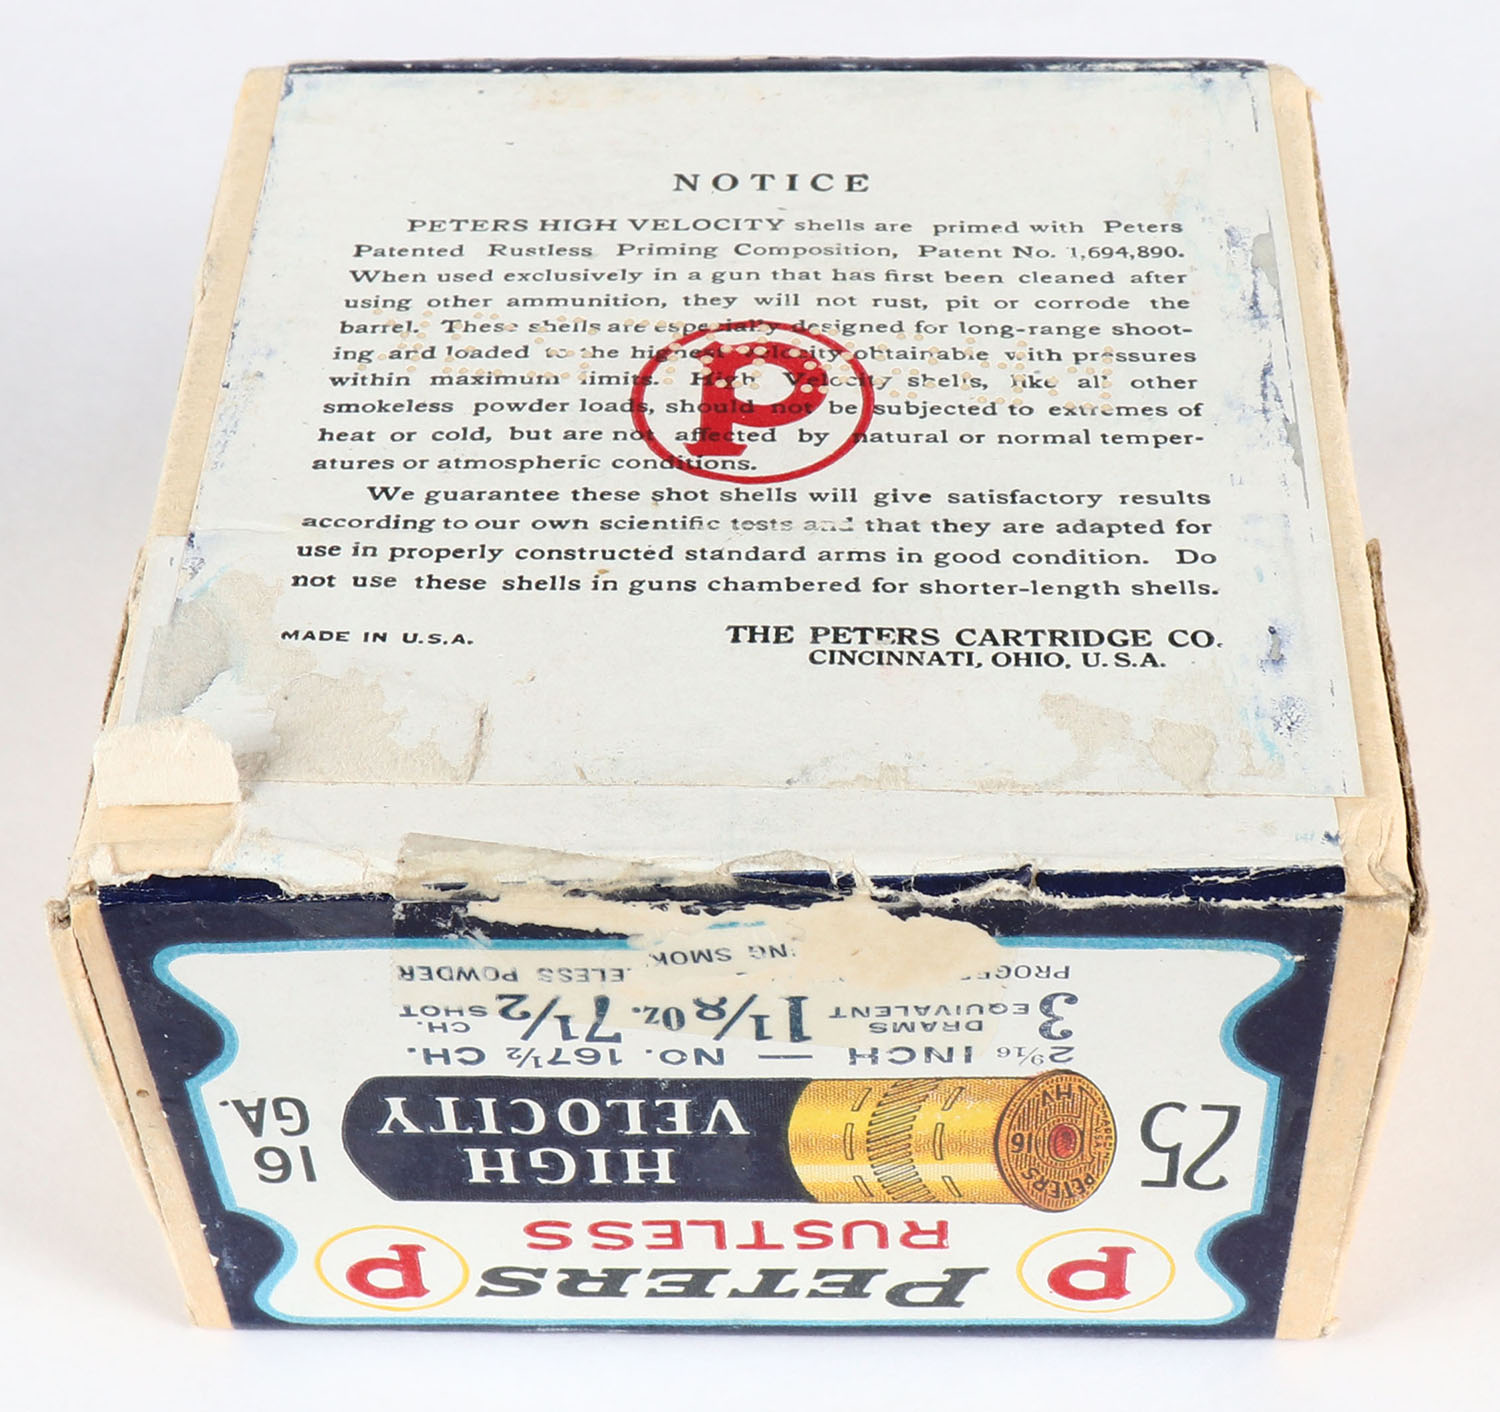 NOTICE
PETERS HIGH VELOCITY shells are primed with Peters
Patented Rustless Priming Composition, Patent No. 1,694,890.
When used exclusively in a gun that has first been cleaned after
using other ammunition, they will not rust, pit or corrode the
barrel. These shells are especially designed for long-range shoot-
ing and loaded to the highest velocity obtainable with pressures
within maximum limits. High Velocity shells, like all other
smokeless powder loads, should not be subjected to extremes of
heat or cold, but are not affected by natural or normal temper-
atures or atmospheric conditions.
P
We guarantee these shot shells will give satisfactory results
according to our own scientific tests and that they are adapted for
use in properly constructed standard arms in good condition. Do
not use these shells in guns chambered for shorter-length shells.
MADE IN U.S.A.
THE PETERS CARTRIDGE CO.
CINCINNATI, OHIO, U.S.A.
P PETERS P
RUSTLESS
25
PETERS
16
HV
MADE IN
U.S.A.
HIGH
VELOCITY
16
GA.
2 9/16 INCH — NO. 167½ CH.
3 DRAMS EQUIVALENT 1 1/8 OZ. 7 1/2 CH. SHOT
PROGR NG SMOK ELESS POWDER